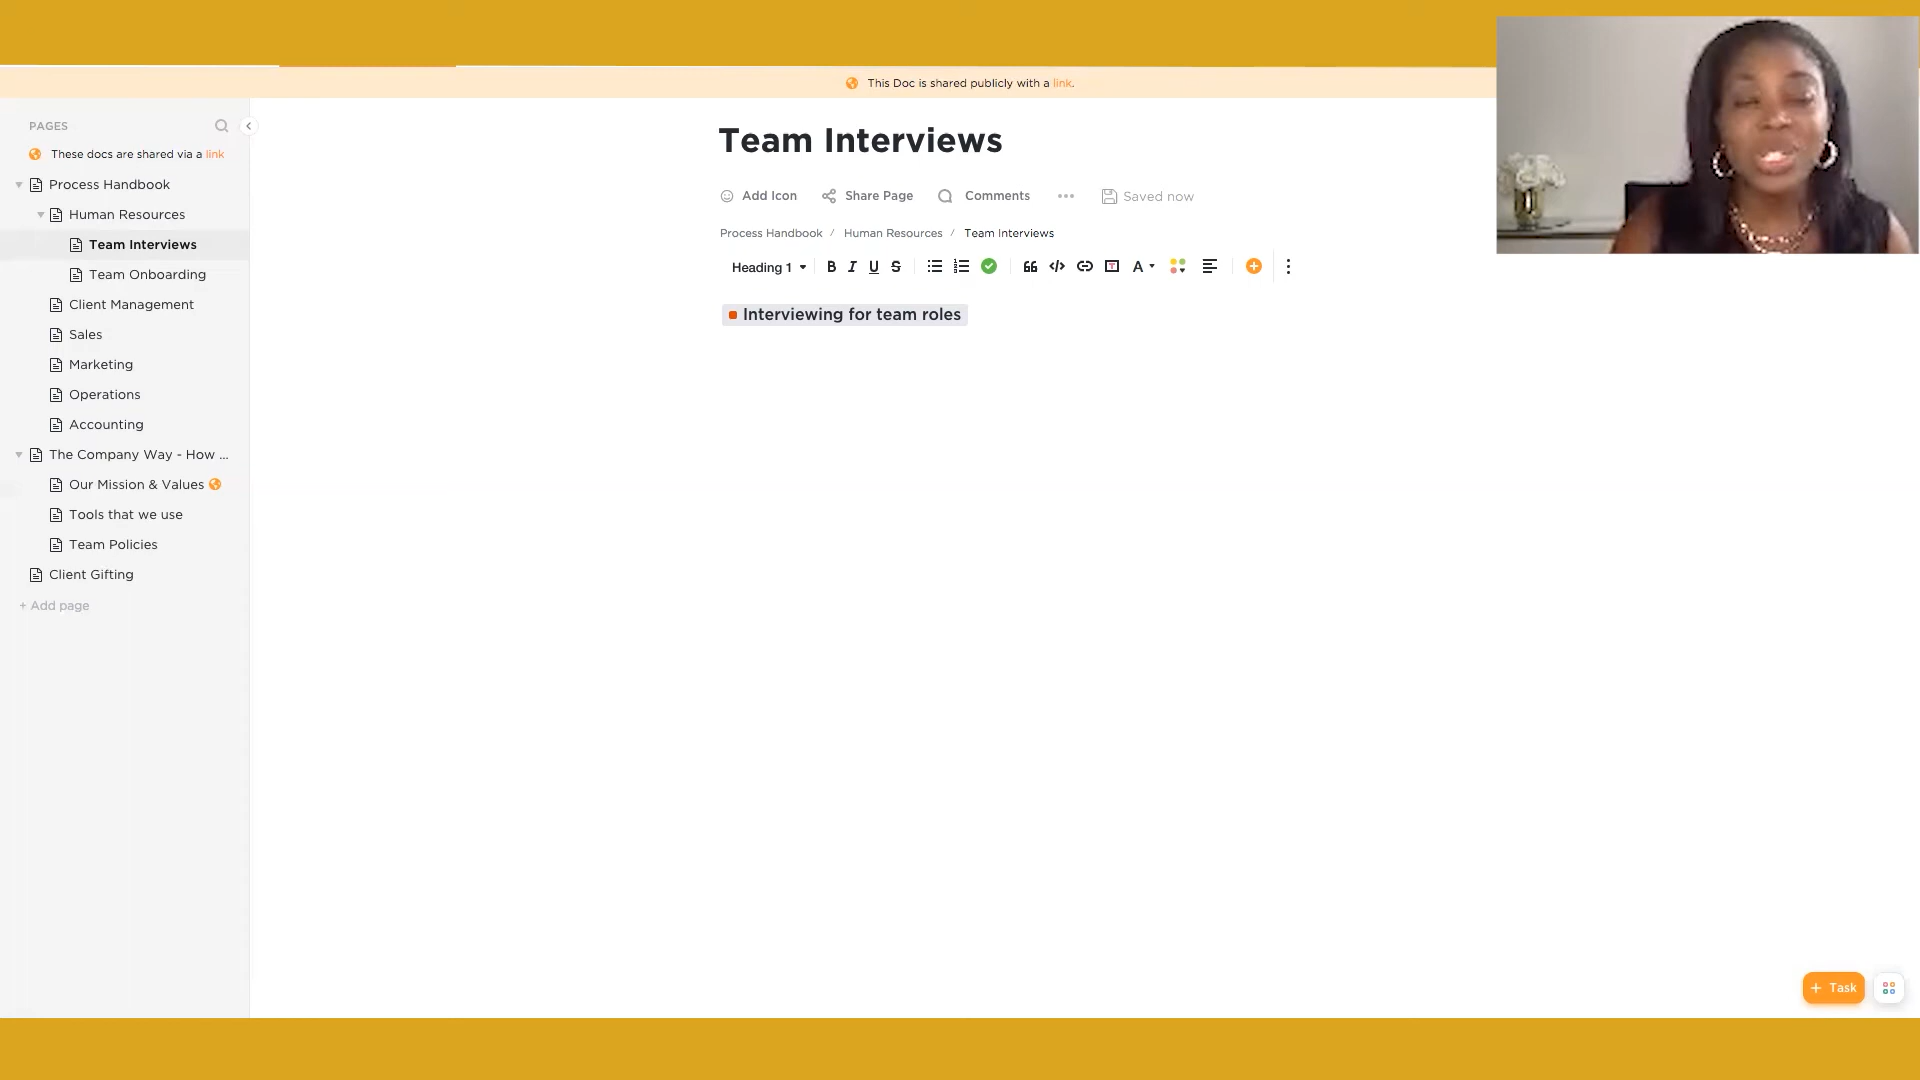 This Doc is shared publicly with a link.
PAGES
These docs are shared via a link
Process Handbook
Human Resources
Team Interviews
Team Onboarding
Client Management
Sales
Marketing
Operations
Accounting
The Company Way - How ...
Our Mission & Values
Tools that we use
Team Policies
Client Gifting
+ Add page
Team Interviews
Add Icon Share Page Comments Saved now
Process Handbook / Human Resources / Team Interviews
Heading 1 B I U S A
Interviewing for team roles
+ Task